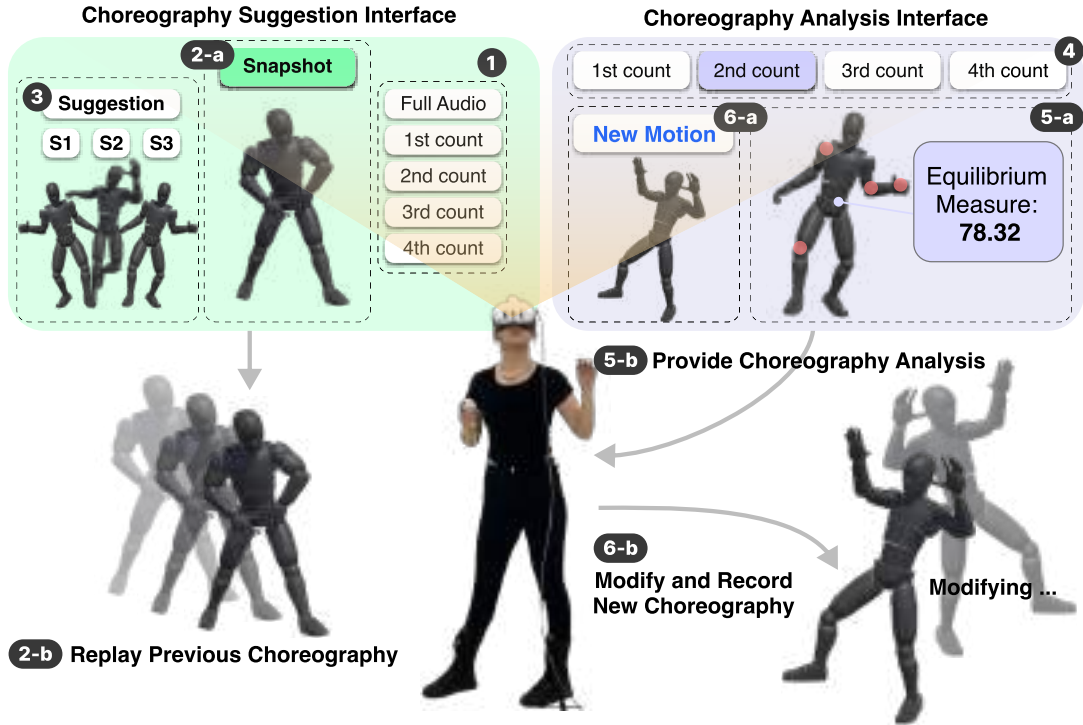 Choreography Suggestion Interface
2-a
Snapshot
1
3
Suggestion
S1 S2 S3
Full Audio
1st count
2nd count
3rd count
4th count
Choreography Analysis Interface
4
1st count 2nd count 3rd count 4th count
New Motion
6-a
5-a
Equilibrium
Measure:
78.32
5-b Provide Choreography Analysis
6-b
Modify and Record
New Choreography
Modifying ...
2-b Replay Previous Choreography